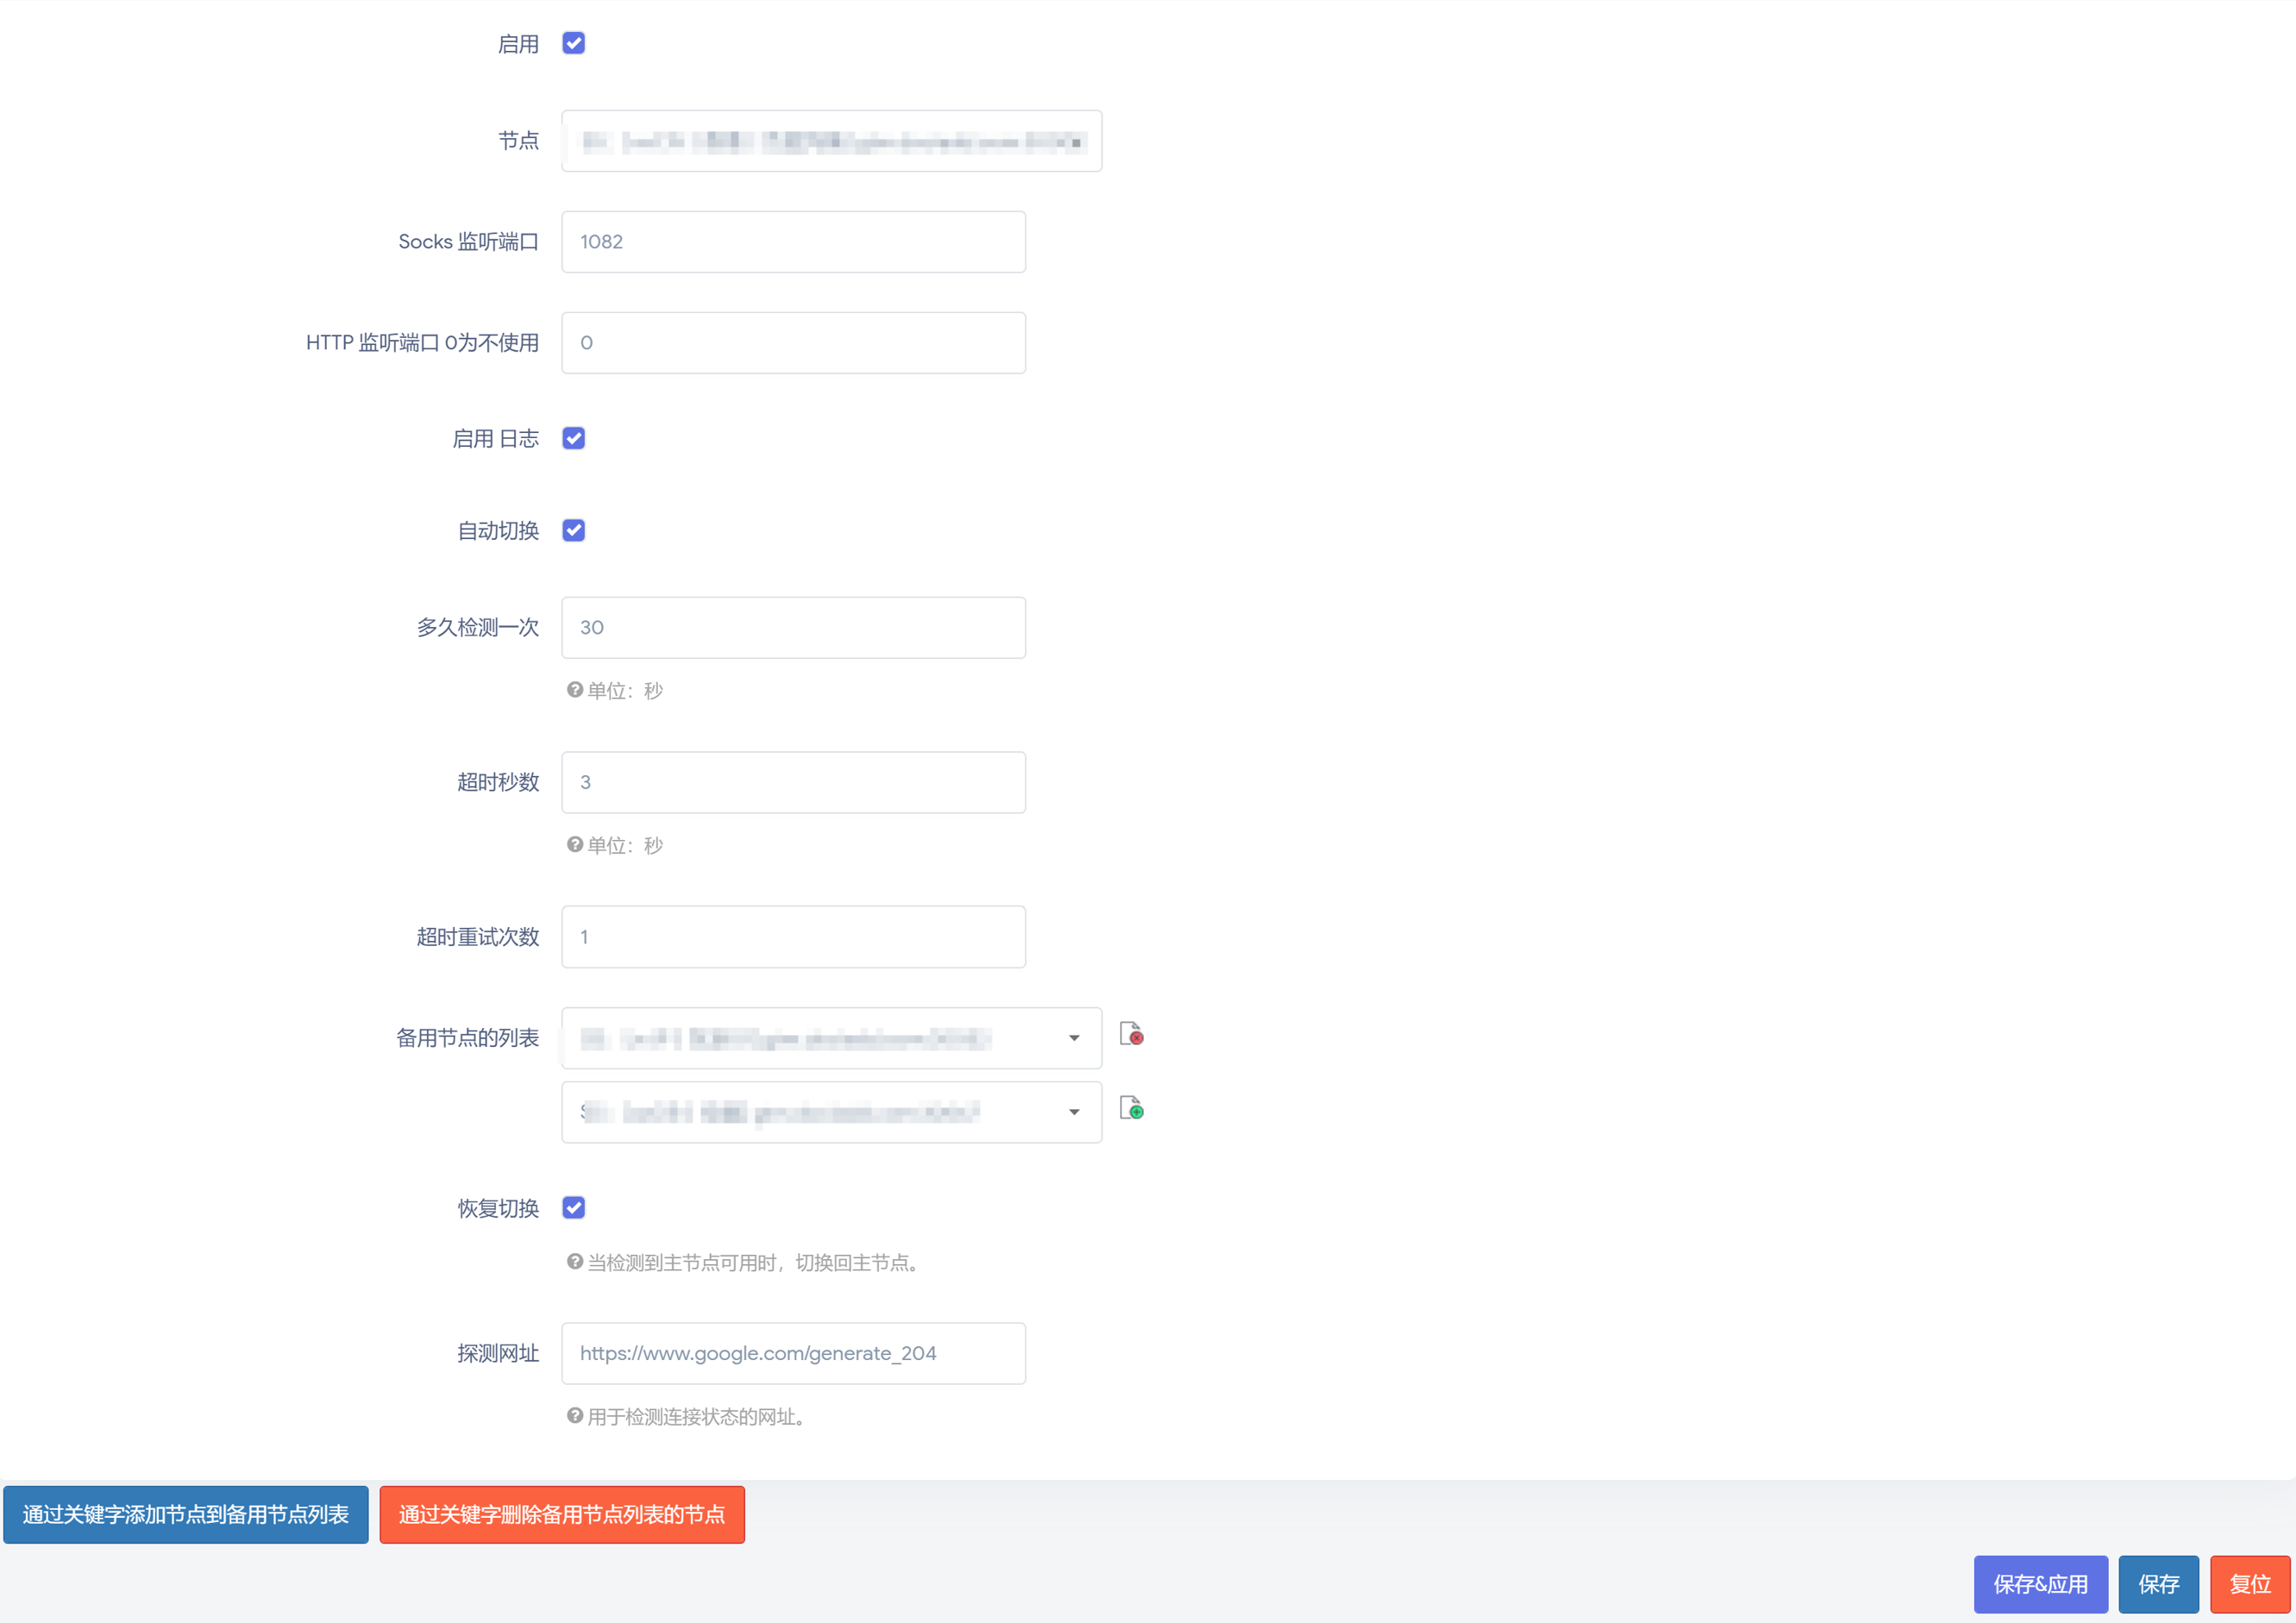 启用
节点
Socks 监听端口
1082
HTTP 监听端口 0为不使用
0
启用 日志
自动切换
多久检测一次
30
单位：秒
超时秒数
3
单位：秒
超时重试次数
1
备用节点的列表
恢复切换
当检测到主节点可用时，切换回主节点。
探测网址
https://www.google.com/generate_204
用于检测连接状态的网址。
通过关键字添加节点到备用节点列表
通过关键字删除备用节点列表的节点
保存&应用
保存
复位